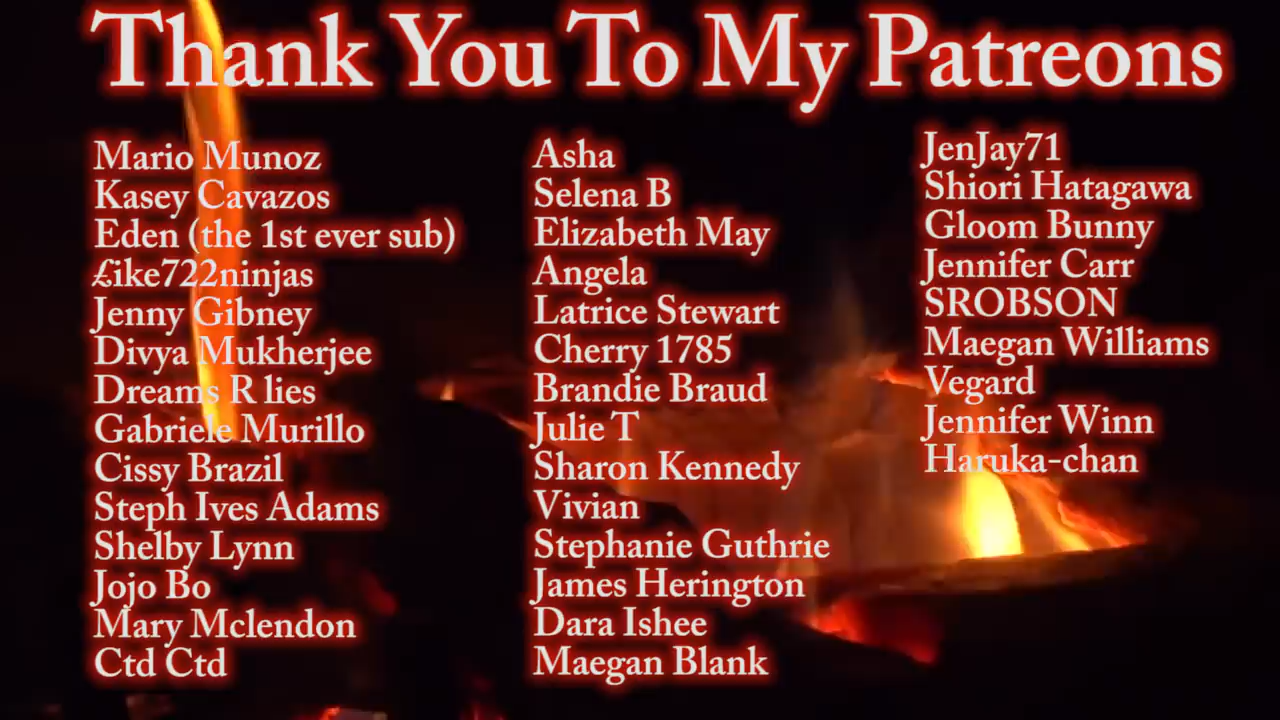 Thank You To My Patreons
Mario Munoz
Kasey Cavazos
Eden (the 1st ever sub)
₤ike722ninjas
Jenny Gibney
Divya Mukherjee
Dreams R lies
Gabriele Murillo
Cissy Brazil
Steph Ives Adams
Shelby Lynn
Jojo Bo
Mary Mclendon
Ctd Ctd
Asha
Selena B
Elizabeth May
Angela
Latrice Stewart
Cherry 1785
Brandie Braud
Julie T
Sharon Kennedy
Vivian
Stephanie Guthrie
James Herington
Dara Ishee
Maegan Blank
JenJay71
Shiori Hatagawa
Gloom Bunny
Jennifer Carr
SROBSON
Maegan Williams
Vegard
Jennifer Winn
Haruka-chan